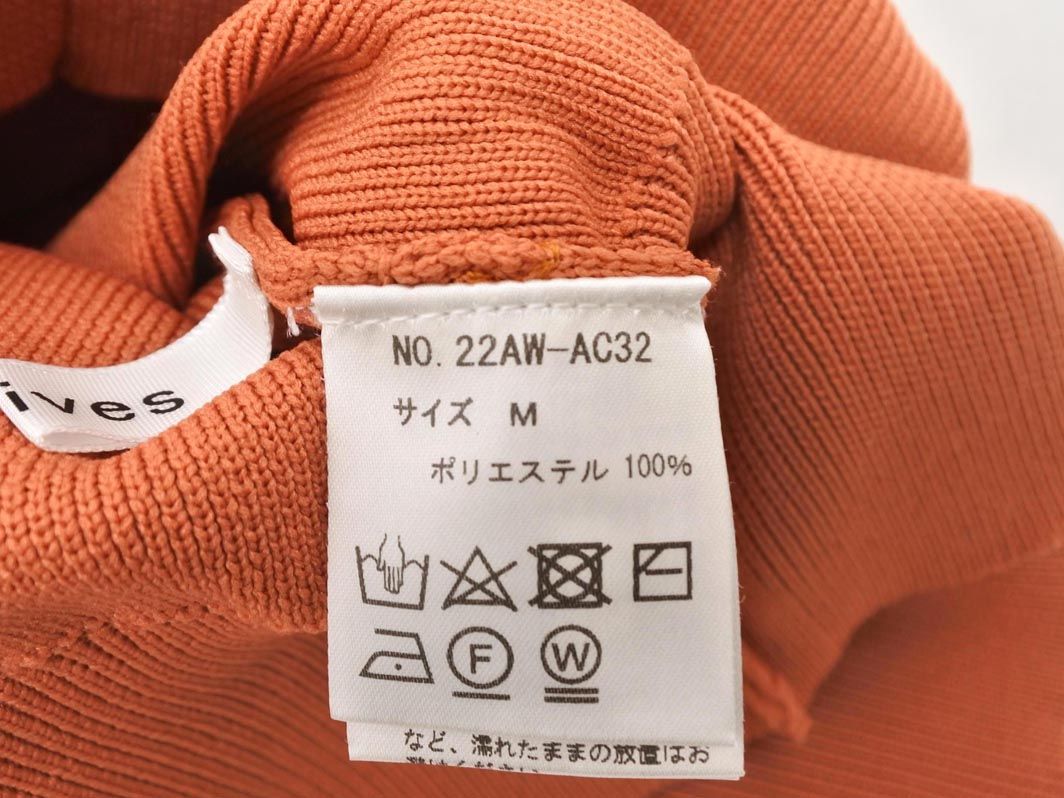 ives
NO. 22AW-AC32
サイズ M
ポリエステル 100%
F W
など、濡れたままの放置はお